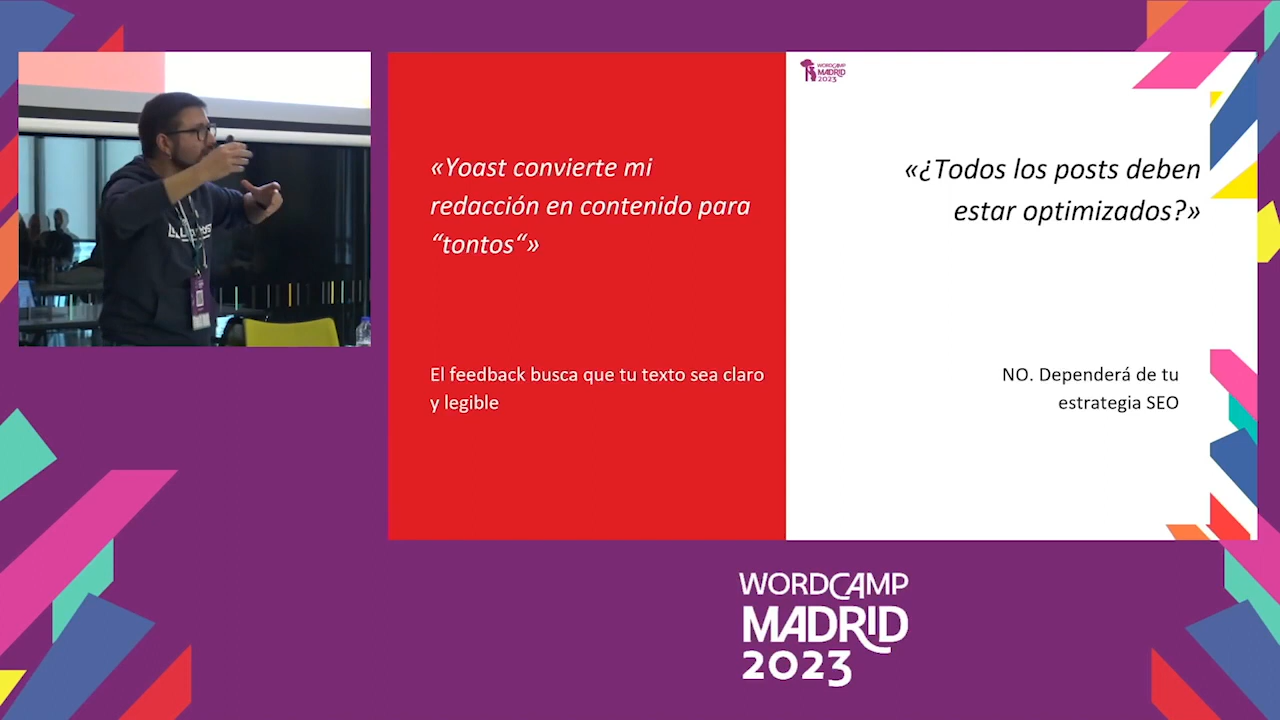 WORDCAMP
MADRID
2023
«Yoast convierte mi
redacción en contenido para
“tontos“»
«¿Todos los posts deben
estar optimizados?»
El feedback busca que tu texto sea claro
y legible
NO. Dependerá de tu
estrategia SEO
WORDCAMP
MADRID
2023